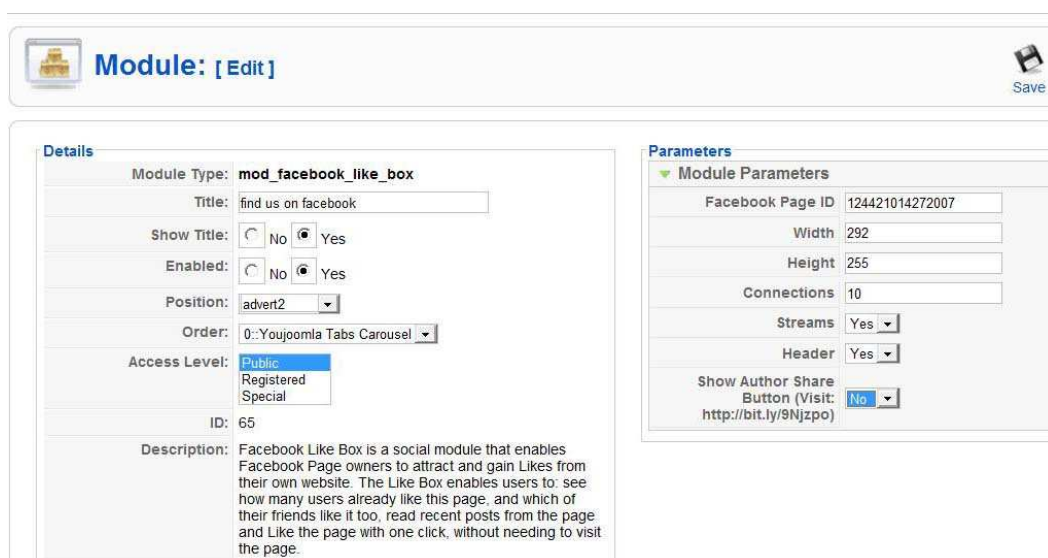 Module: [ Edit ]
Save
Details
Module Type: mod_facebook_like_box
Title: find us on facebook
Show Title: No Yes
Enabled: No Yes
Position: advert2
Order: 0::Youjoomla Tabs Carousel
Access Level: Public
Registered
Special
ID: 65
Description: Facebook Like Box is a social module that enables
Facebook Page owners to attract and gain Likes from
their own website. The Like Box enables users to: see
how many users already like this page, and which of
their friends like it too, read recent posts from the page
and Like the page with one click, without needing to visit
the page.
Parameters
Module Parameters
Facebook Page ID 124421014272007
Width 292
Height 255
Connections 10
Streams Yes
Header Yes
Show Author Share
Button (Visit: No
http://bit.ly/9Njzpo)